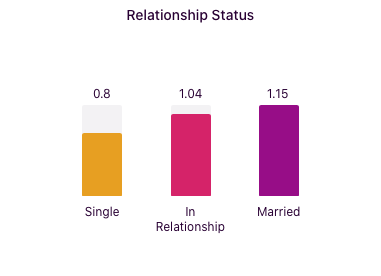 Relationship Status
0.8 1.04 1.15
Single In Married
Relationship